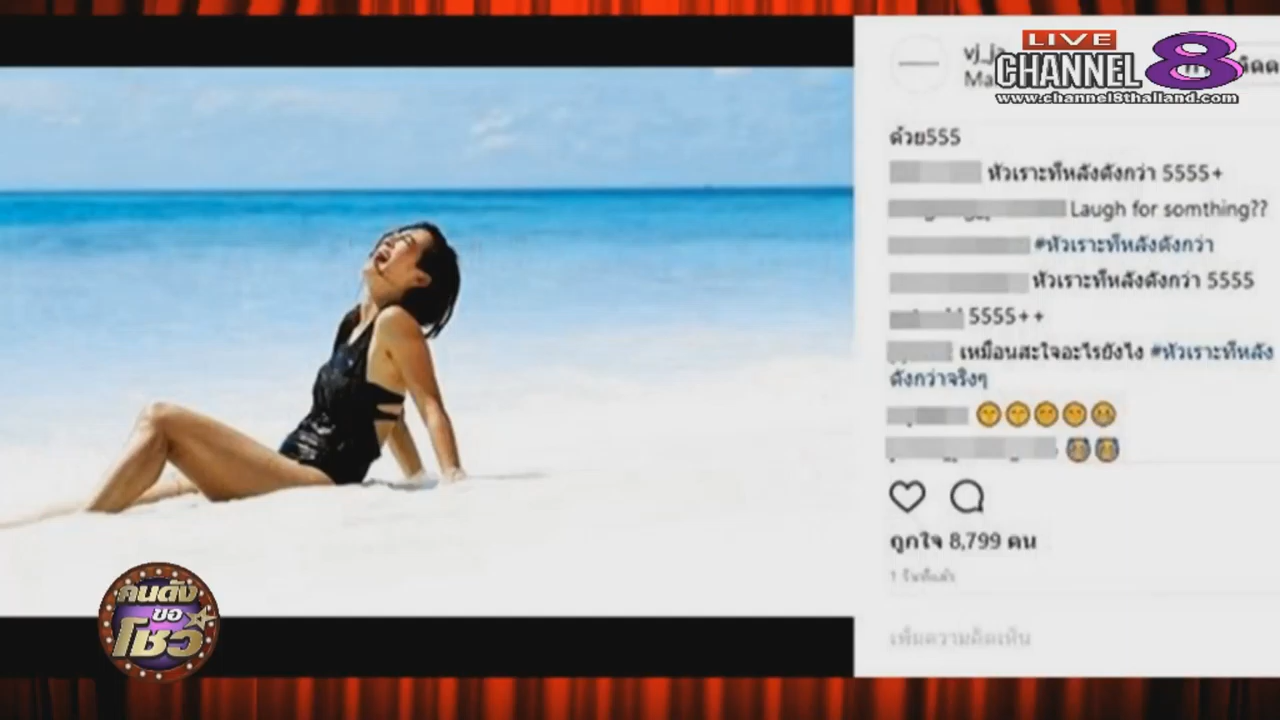 LIVE
CHANNEL 8
www.channel8thailand.com
vj_ja
Ma
ด้วย555
หัวเราะทีหลังดังกว่า 5555+
Laugh for somthing??
#หัวเราะทีหลังดังกว่า
หัวเราะทีหลังดังกว่า 5555
5555++
เหมือนสะใจอะไรยังไง #หัวเราะทีหลัง
ดังกว่าจริงๆ
ถูกใจ 8,799 คน
1 วันที่แล้ว
เพิ่มความคิดเห็น
คนดัง
ขอ
โชว์